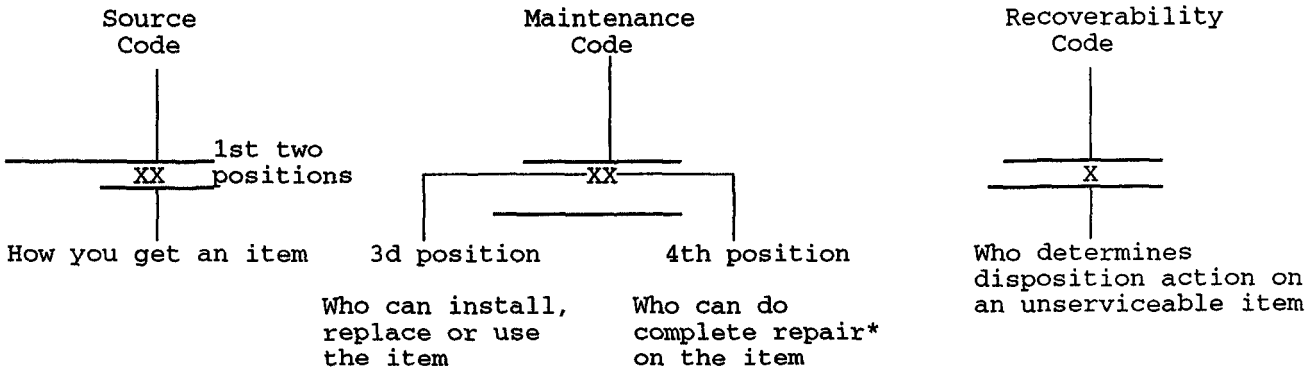 Source
Code
Maintenance
Code
Recoverability
Code
1st two
positions
XX
XX
X
How you get an item
3d position
4th position
Who can install,
replace or use
the item
Who can do
complete repair*
on the item
Who determines
disposition action on
an unserviceable item